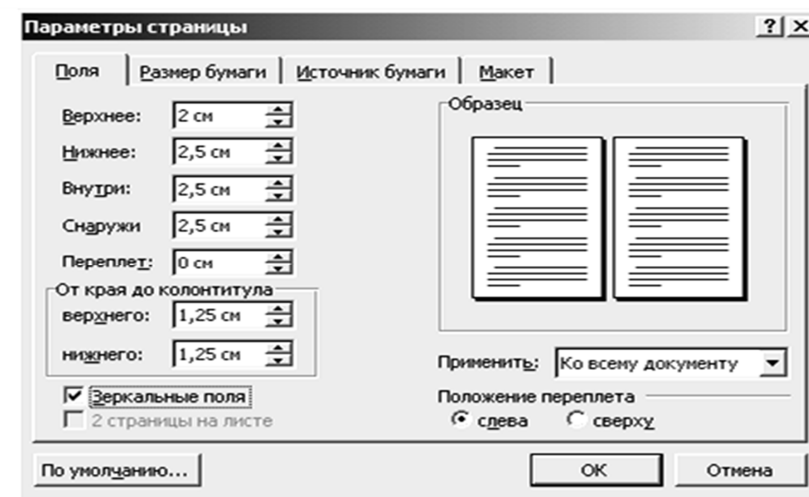 Параметры страницы
Поля Размер бумаги Источник бумаги Макет
Верхнее: 2 см
Нижнее: 2,5 см
Внутри: 2,5 см
Снаружи 2,5 см
Переплет: 0 см
От края до колонтитула
верхнего: 1,25 см
нижнего: 1,25 см
Зеркальные поля
2 страницы на листе
Образец
Применить: Ко всему документу
Положение переплета
слева сверху
По умолчанию... ОК Отмена